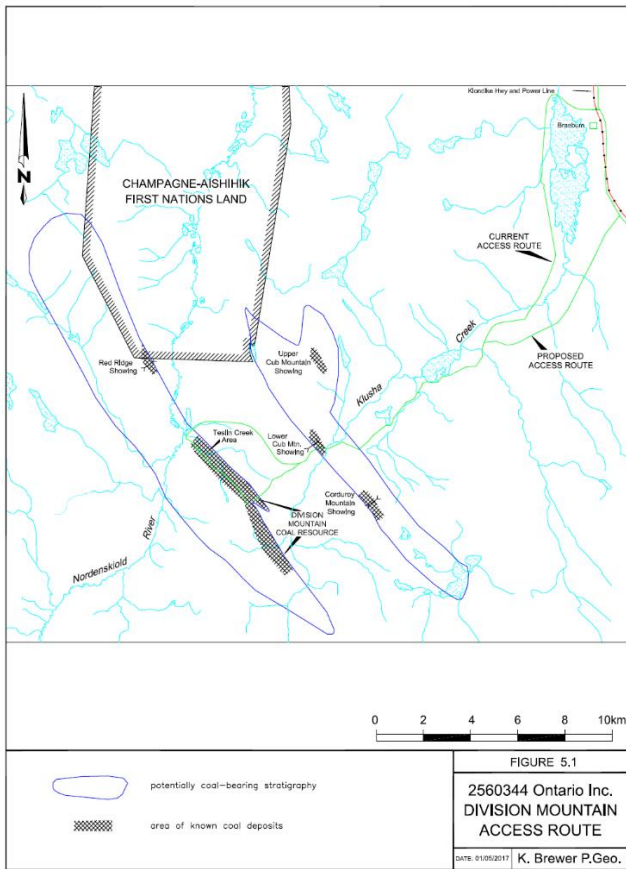 Klondike Hwy and Power Line
Braeburn
N
CHAMPAGNE-AISHIHIK
FIRST NATIONS LAND
CURRENT
ACCESS ROUTE
Creek
Klusha
PROPOSED
ACCESS ROUTE
Red Ridge
Showing
Upper
Cub Mountain
Showing
Teslin Creek
Area
Lower
Cub Mtn.
Showing
Corduroy
Mountain
Showing
DIVISION
MOUNTAIN
COAL RESOURCE
River
Nordenskiold
0 2 4 6 8 10km
FIGURE 5.1
potentially coal-bearing stratigraphy
area of known coal deposits
2560344 Ontario Inc.
DIVISION MOUNTAIN
ACCESS ROUTE
DATE: 01/05/2017 K. Brewer P.Geo.